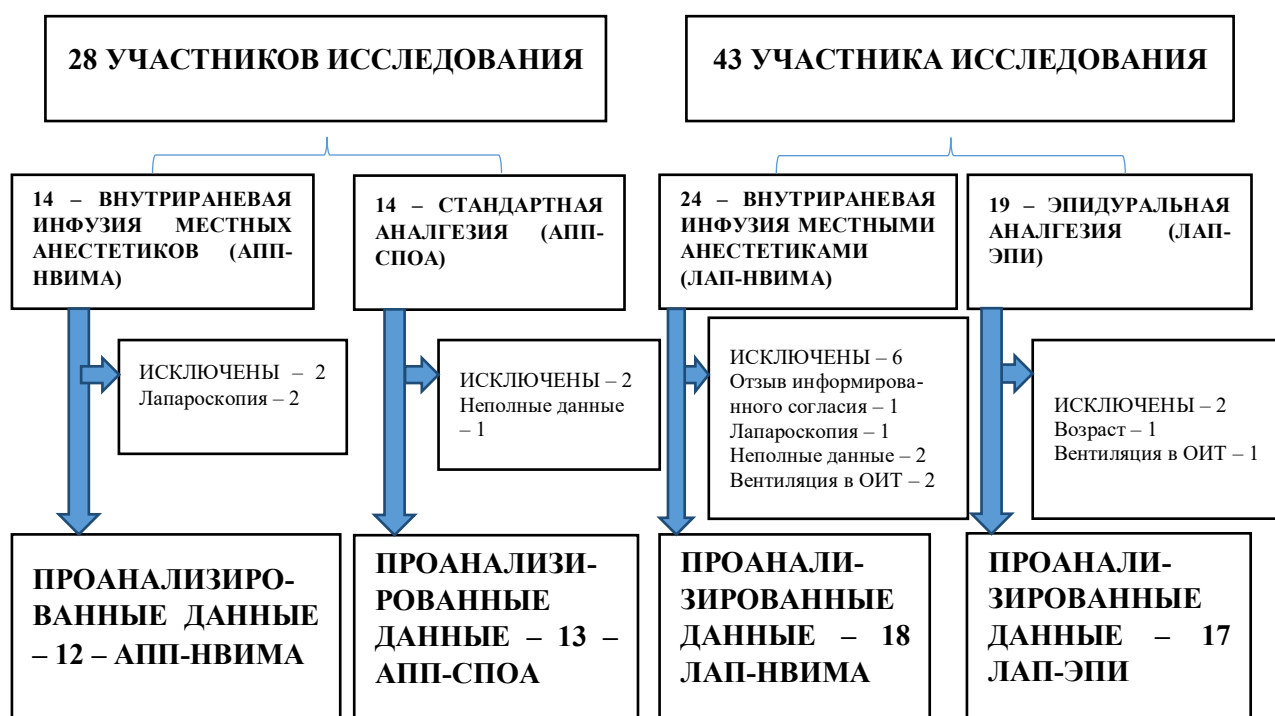 28 УЧАСТНИКОВ ИССЛЕДОВАНИЯ
43 УЧАСТНИКА ИССЛЕДОВАНИЯ
14 – ВНУТРИРАНЕВАЯ
ИНФУЗИЯ МЕСТНЫХ
АНЕСТЕТИКОВ (АПП-
НВИМА)
14 – СТАНДАРТНАЯ
АНАЛГЕЗИЯ (АПП-
СПОА)
24 – ВНУТРИРАНЕВАЯ
ИНФУЗИЯ МЕСТНЫМИ
АНЕСТЕТИКАМИ
(ЛАП-НВИМА)
19 – ЭПИДУРАЛЬНАЯ
АНАЛГЕЗИЯ (ЛАП-
ЭПИ)
ИСКЛЮЧЕНЫ – 2
Лапароскопия – 2
ИСКЛЮЧЕНЫ – 2
Неполные данные
– 1
ИСКЛЮЧЕНЫ – 6
Отзыв информирова-
нного согласия – 1
Лапароскопия – 1
Неполные данные – 2
Вентиляция в ОИТ – 2
ИСКЛЮЧЕНЫ – 2
Возраст – 1
Вентиляция в ОИТ – 1
ПРОАНАЛИЗИРО-
ВАННЫЕ ДАННЫЕ
– 12 – АПП-НВИМА
ПРОАНАЛИЗИ-
РОВАННЫЕ
ДАННЫЕ – 13 –
АПП-СПОА
ПРОАНАЛИ-
ЗИРОВАННЫЕ
ДАННЫЕ – 18
ЛАП-НВИМА
ПРОАНАЛИ-
ЗИРОВАННЫЕ
ДАННЫЕ – 17
ЛАП-ЭПИ